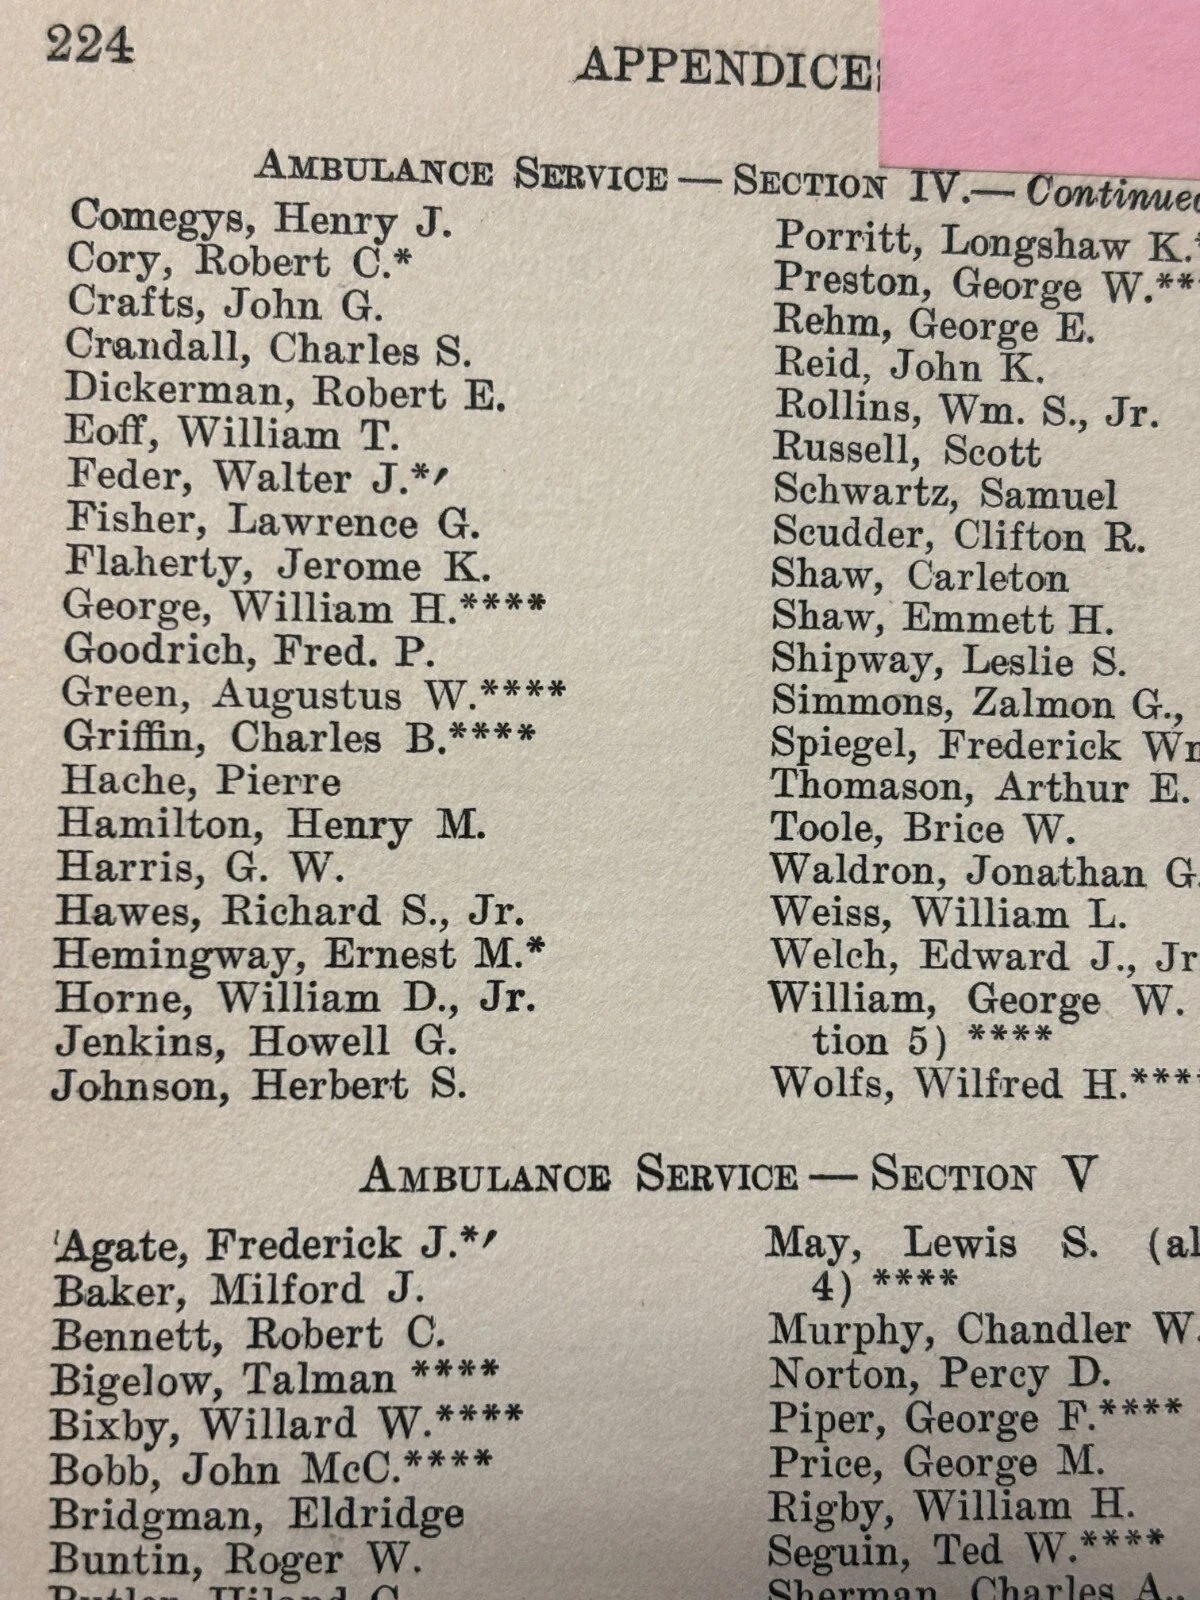 224
APPENDICE
AMBULANCE SERVICE — SECTION IV.— Continued
Comegys, Henry J.
Cory, Robert C.*
Crafts, John G.
Crandall, Charles S.
Dickerman, Robert E.
Eoff, William T.
Feder, Walter J.*′
Fisher, Lawrence G.
Flaherty, Jerome K.
George, William H.****
Goodrich, Fred. P.
Green, Augustus W.****
Griffin, Charles B.****
Hache, Pierre
Hamilton, Henry M.
Harris, G. W.
Hawes, Richard S., Jr.
Hemingway, Ernest M.*
Horne, William D., Jr.
Jenkins, Howell G.
Johnson, Herbert S.
Porritt, Longshaw K.*
Preston, George W.**
Rehm, George E.
Reid, John K.
Rollins, Wm. S., Jr.
Russell, Scott
Schwartz, Samuel
Scudder, Clifton R.
Shaw, Carleton
Shaw, Emmett H.
Shipway, Leslie S.
Simmons, Zalmon G.,
Spiegel, Frederick
Thomason, Arthur E.
Toole, Brice W.
Waldron, Jonathan G.
Weiss, William L.
Welch, Edward J., Jr
William, George W.
tion 5) ****
Wolfs, Wilfred H.****
AMBULANCE SERVICE — SECTION V
Agate, Frederick J.*′
Baker, Milford J.
Bennett, Robert C.
Bigelow, Talman ****
Bixby, Willard W.****
Bobb, John McC.****
Bridgman, Eldridge
Buntin, Roger W.
May, Lewis S. (al
4) ****
Murphy, Chandler W.
Norton, Percy D.
Piper, George F.****
Price, George M.
Rigby, William H.
Seguin, Ted W.****
Sherman, Charles A.,